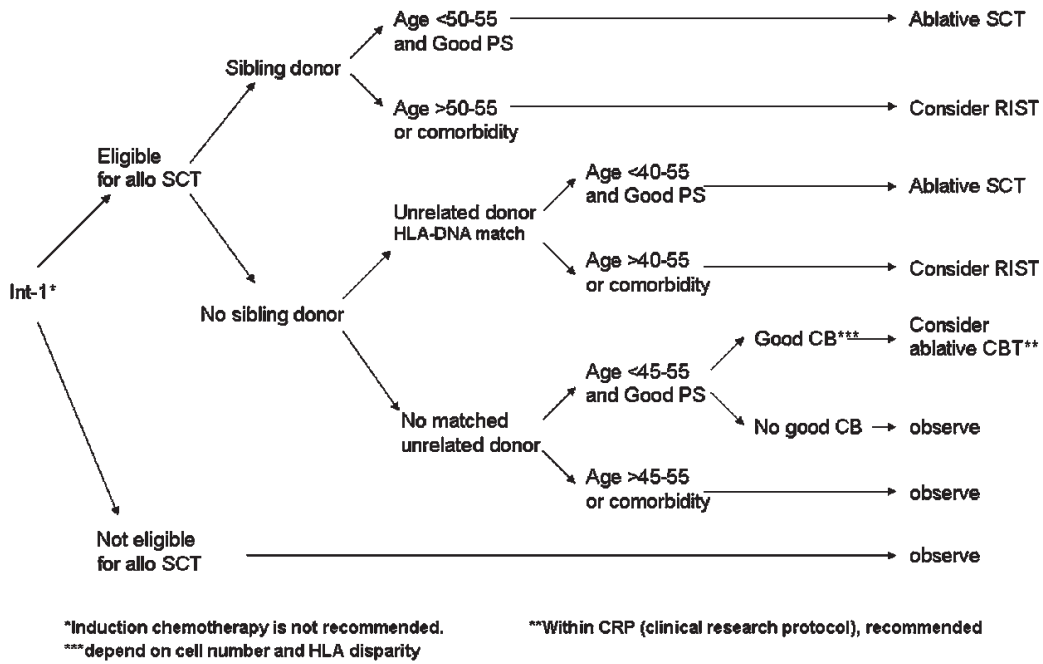 Age <50-55
and Good PS
Ablative SCT
Sibling donor
Age >50-55
or comorbidity
Consider RIST
Eligible
for allo SCT
Age <40-55
and Good PS
Ablative SCT
Unrelated donor
HLA-DNA match
Age >40-55
or comorbidity
Consider RIST
Int-1*
No sibling donor
Good CB***
Consider
ablative CBT**
Age <45-55
and Good PS
No matched
unrelated donor
No good CB
observe
Age >45-55
or comorbidity
observe
Not eligible
for allo SCT
observe
*Induction chemotherapy is not recommended.
**Within CRP (clinical research protocol), recommended
***depend on cell number and HLA disparity